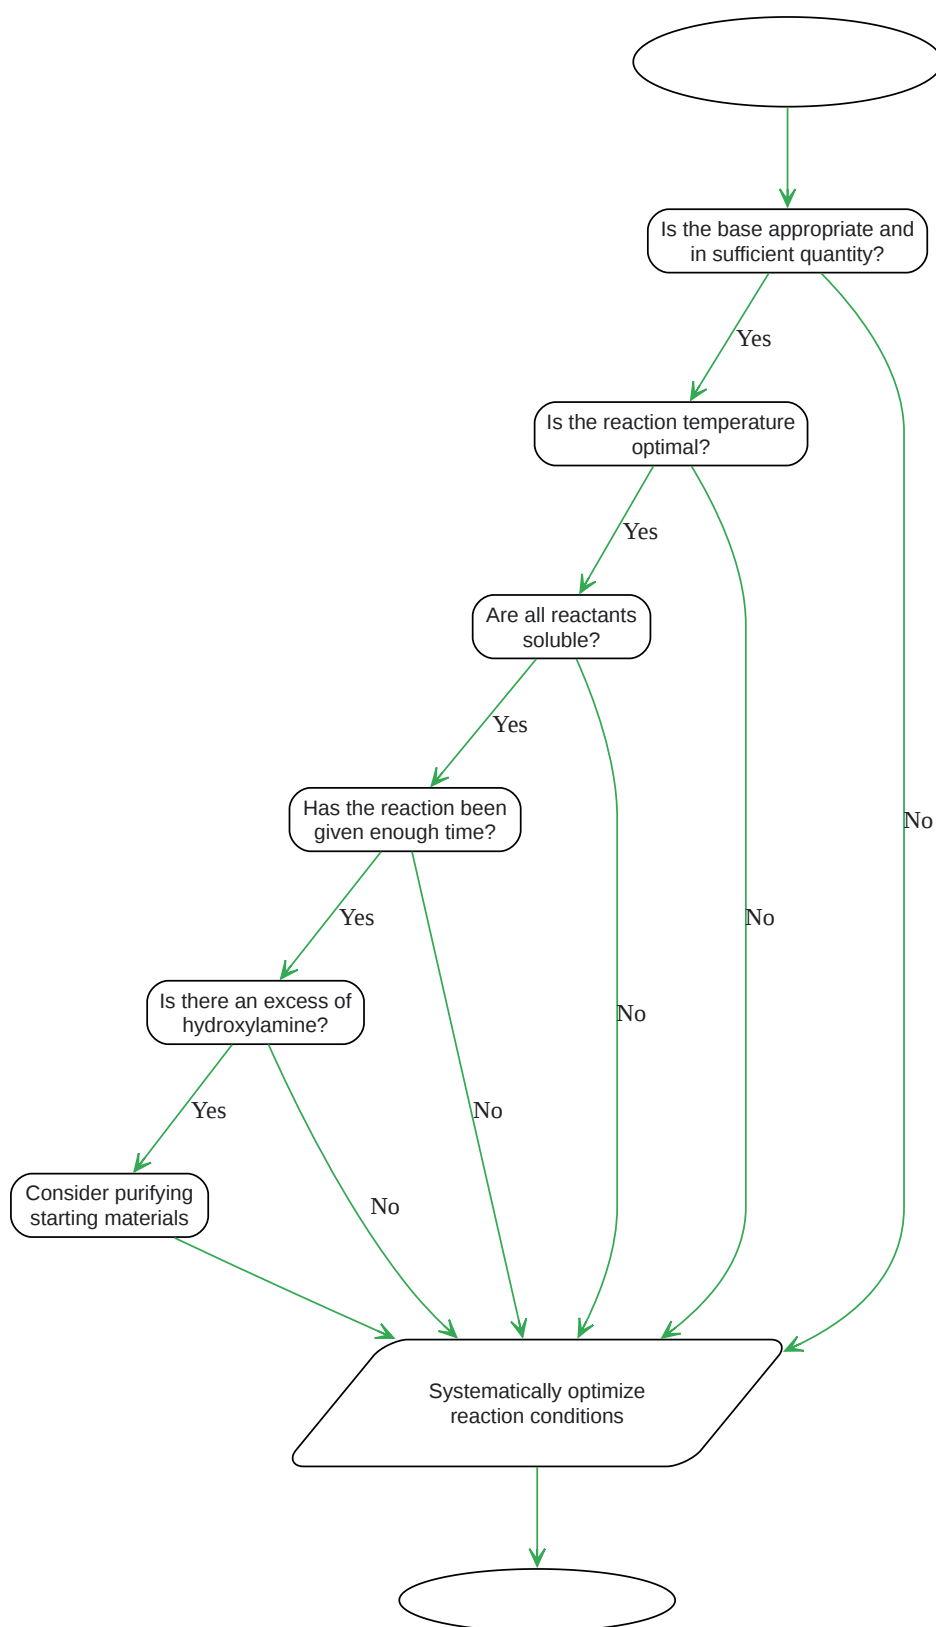 Is the base appropriate and
in sufficient quantity?
Yes
Is the reaction temperature
optimal?
Yes
Are all reactants
soluble?
Yes
Has the reaction been
given enough time?
No
Yes
No
Is there an excess of
hydroxylamine?
No
Yes
No
Consider purifying
starting materials
No
Systematically optimize
reaction conditions